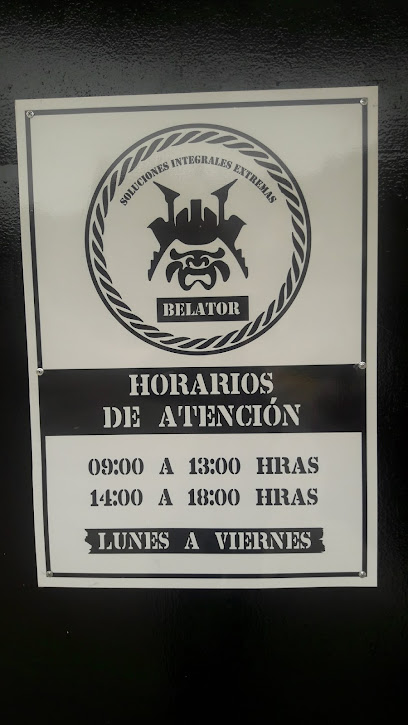 SOLUCIONES INTEGRALES EXTREMAS
BELATOR
HORARIOS
DE ATENCIÓN
09:00 A 13:00 HRAS
14:00 A 18:00 HRAS
LUNES A VIERNES